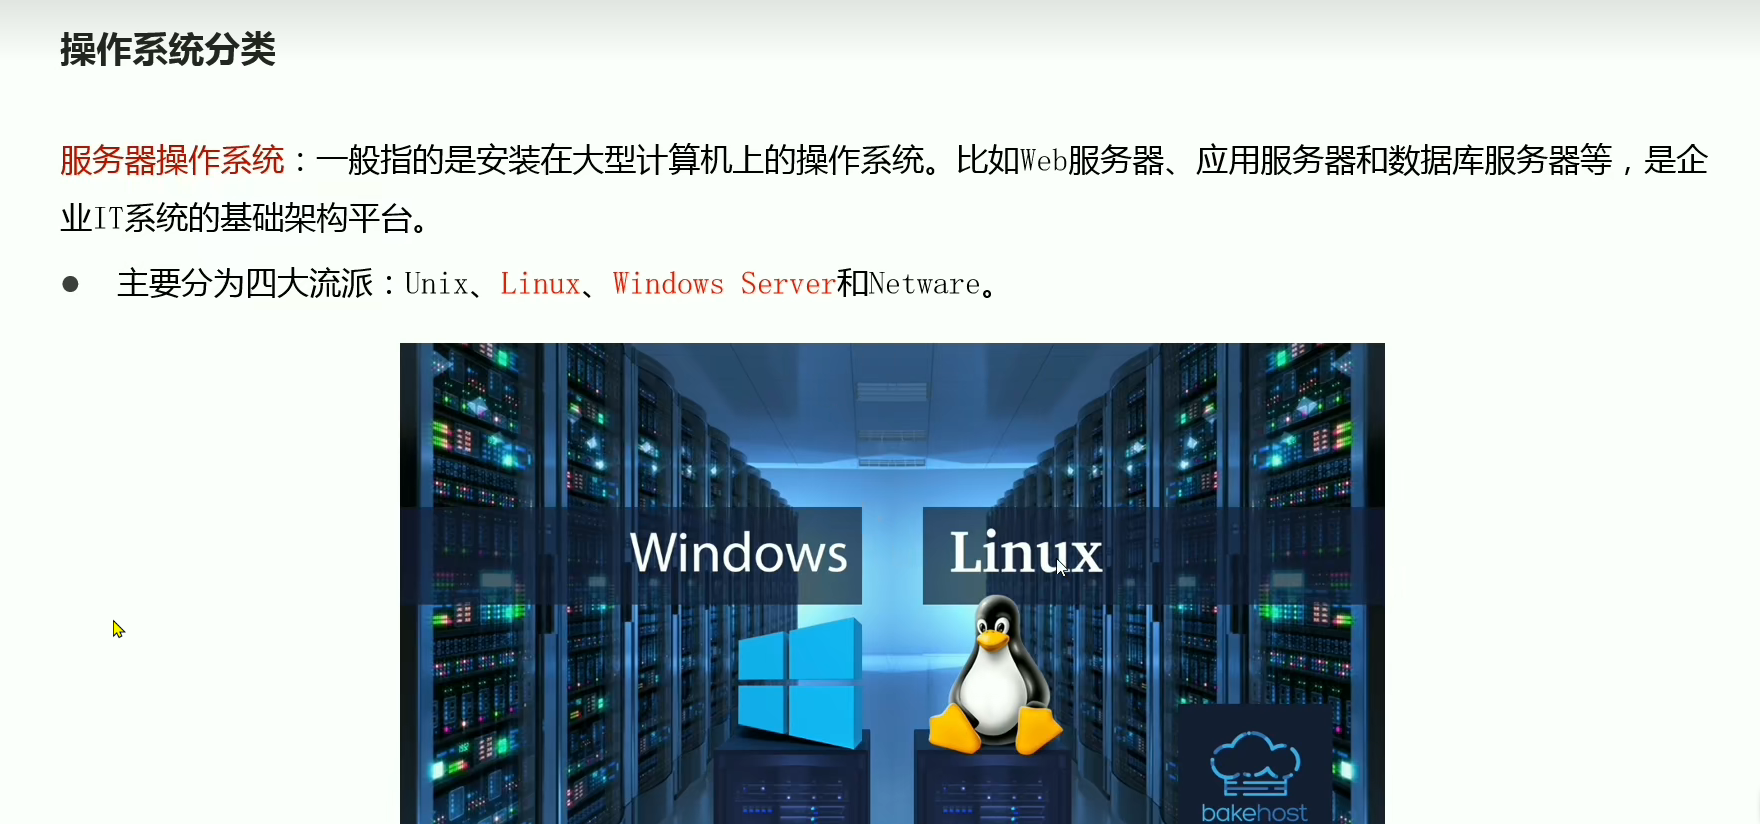 操作系统分类
服务器操作系统：一般指的是安装在大型计算机上的操作系统。比如Web服务器、应用服务器和数据库服务器等，是企
业IT系统的基础架构平台。
● 主要分为四大流派：Unix、Linux、Windows Server和Netware。
Windows
Linux
bakehost